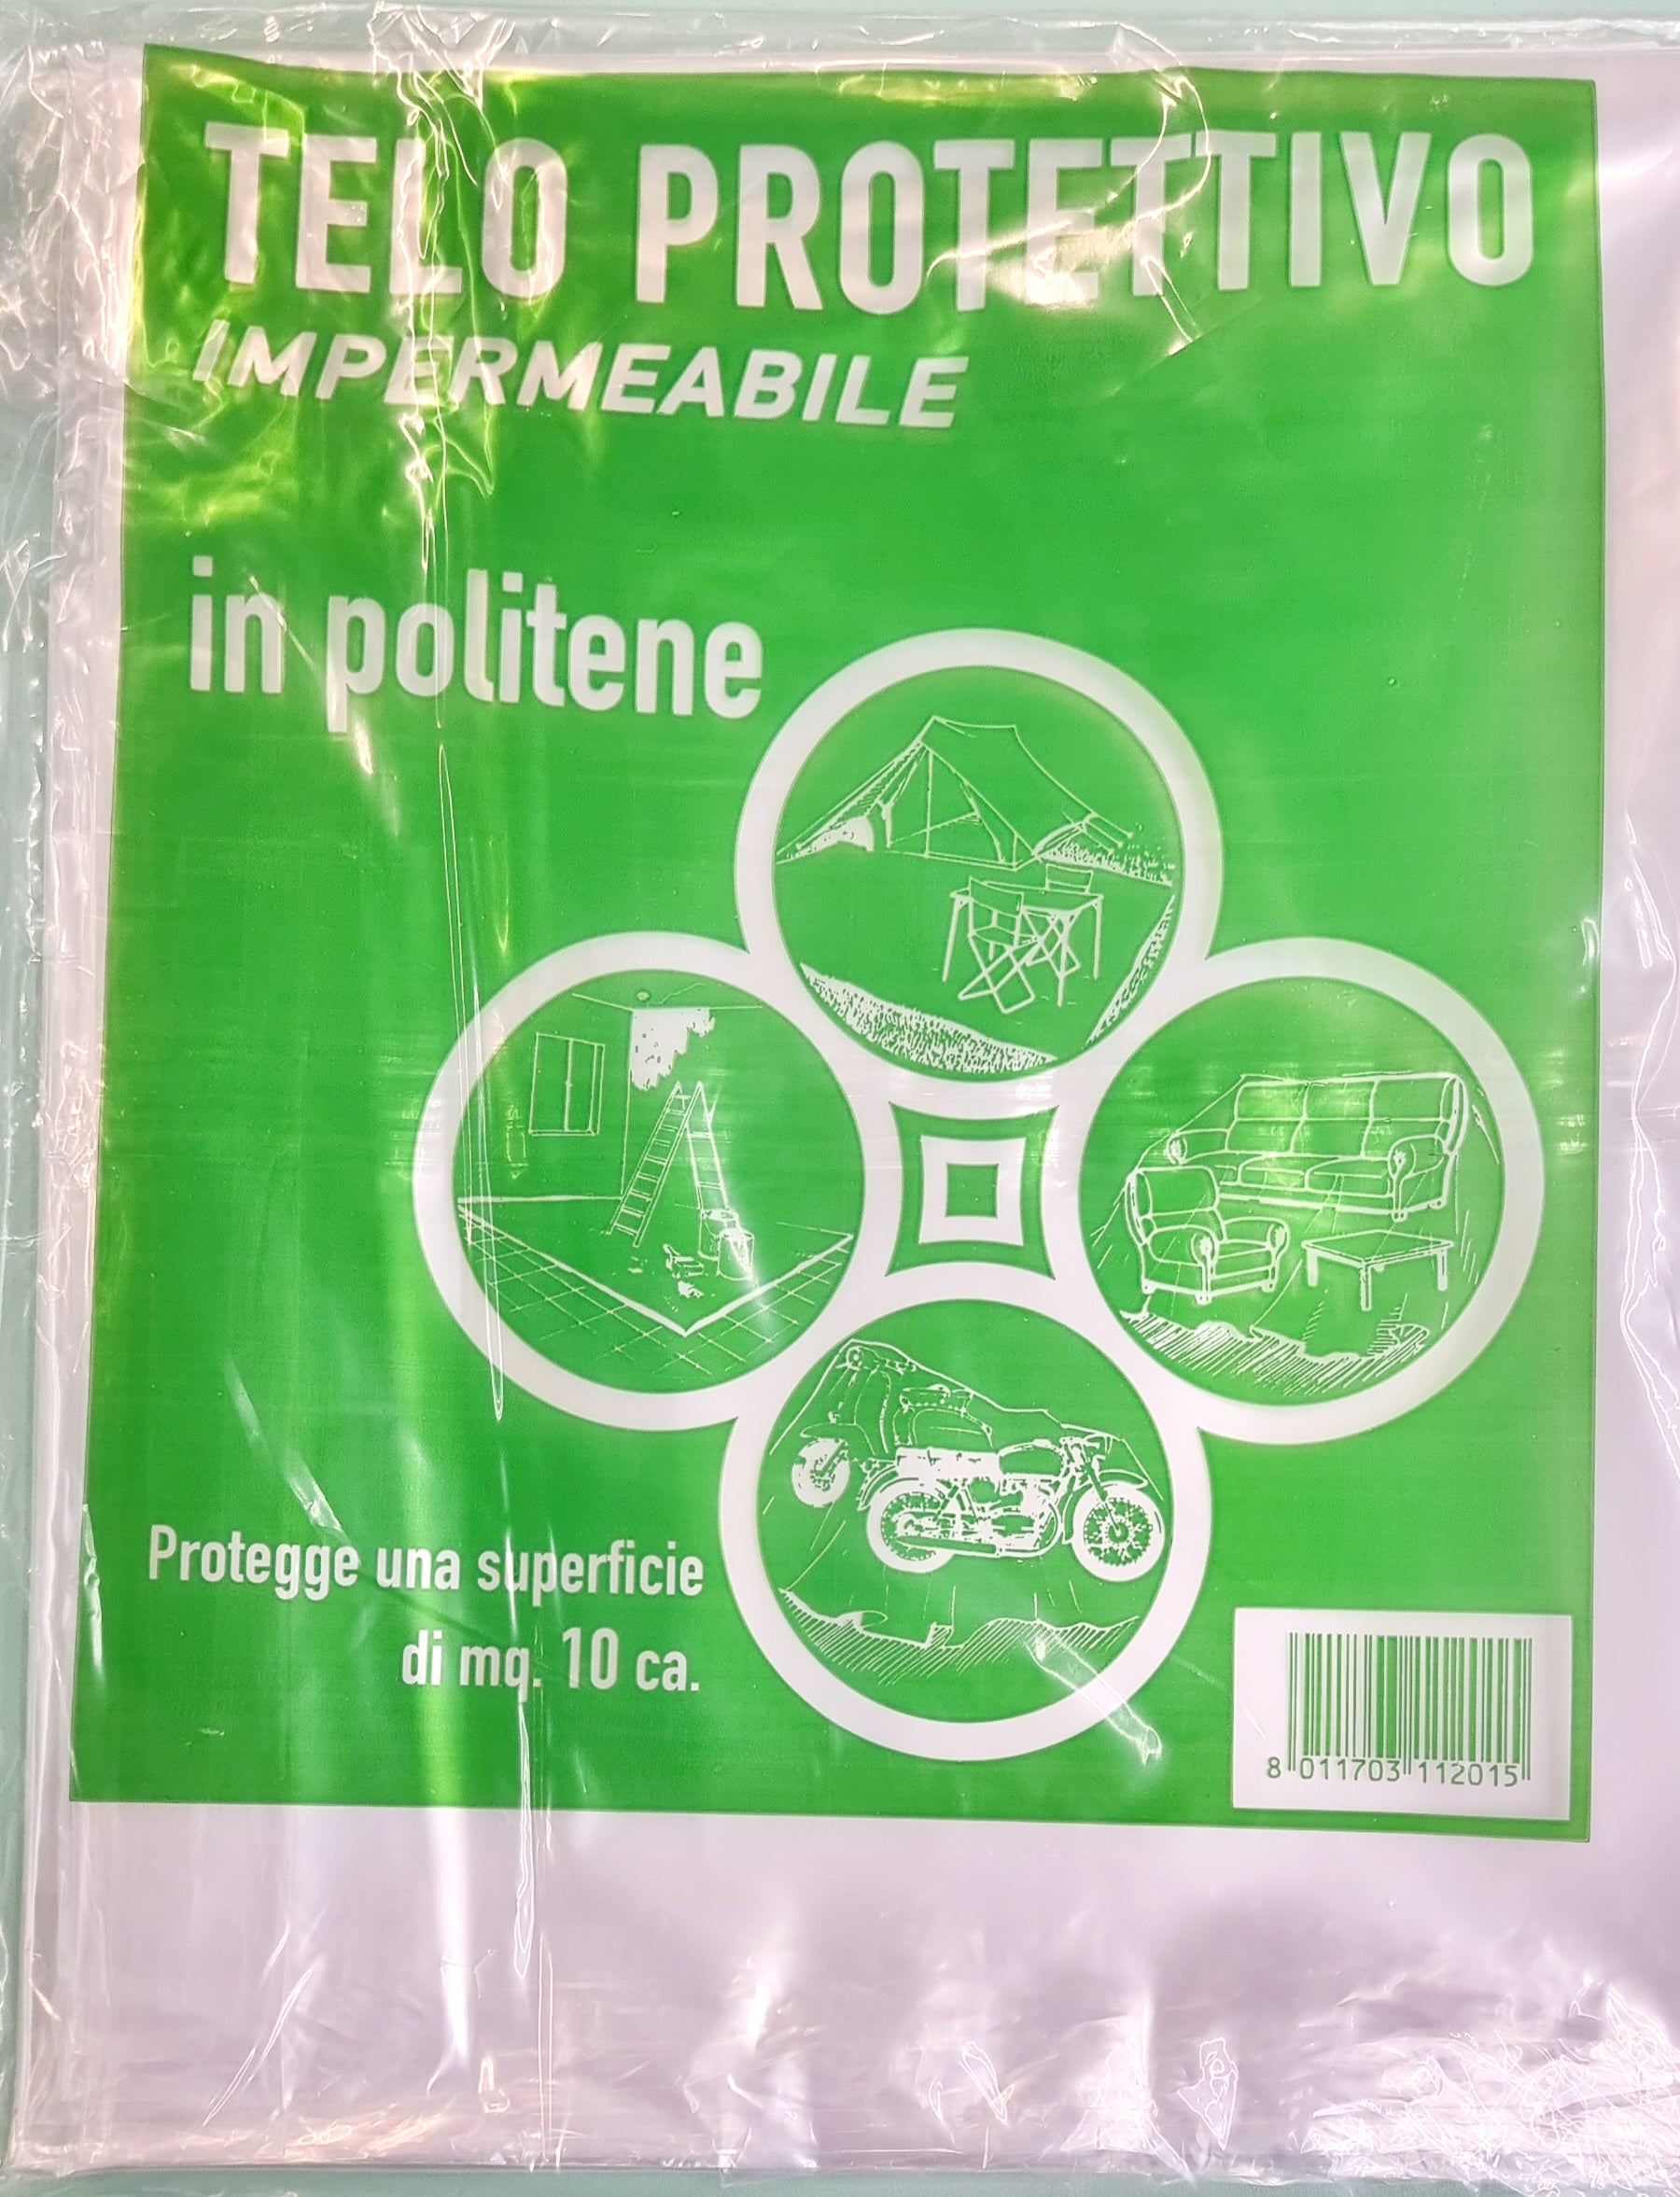 TELO PROTETTIVO
IMPERMEABILE
in politene
Protegge una superficie
di mq. 10 ca.
8 011703 112015